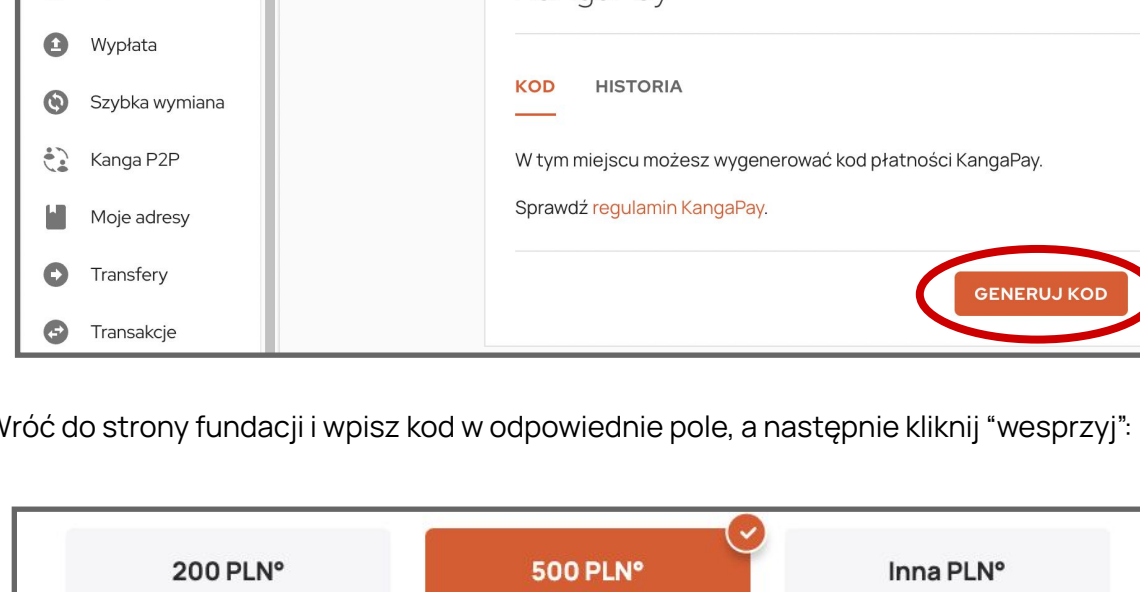 Wypłata
Szybka wymiana
Kanga P2P
Moje adresy
Transfery
Transakcje
KOD HISTORIA
W tym miejscu możesz wygenerować kod płatności KangaPay.
Sprawdź regulamin KangaPay.
GENERUJ KOD
Wróć do strony fundacji i wpisz kod w odpowiednie pole, a następnie kliknij “wesprzyj”:
200 PLN° 500 PLN° Inna PLN°